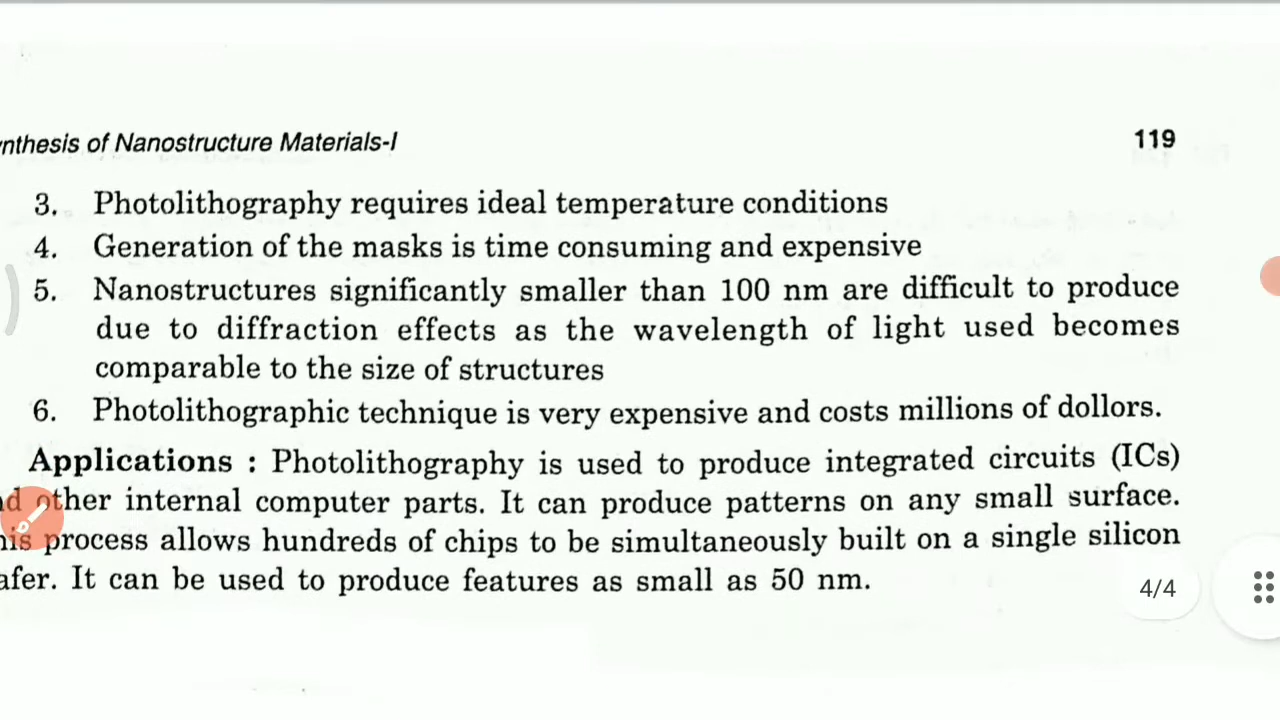 nthesis of Nanostructure Materials-I 119
3. Photolithography requires ideal temperature conditions
4. Generation of the masks is time consuming and expensive
5. Nanostructures significantly smaller than 100 nm are difficult to produce
due to diffraction effects as the wavelength of light used becomes
comparable to the size of structures
6. Photolithographic technique is very expensive and costs millions of dollors.
Applications : Photolithography is used to produce integrated circuits (ICs)
d other internal computer parts. It can produce patterns on any small surface.
is process allows hundreds of chips to be simultaneously built on a single silicon
afer. It can be used to produce features as small as 50 nm.
4/4